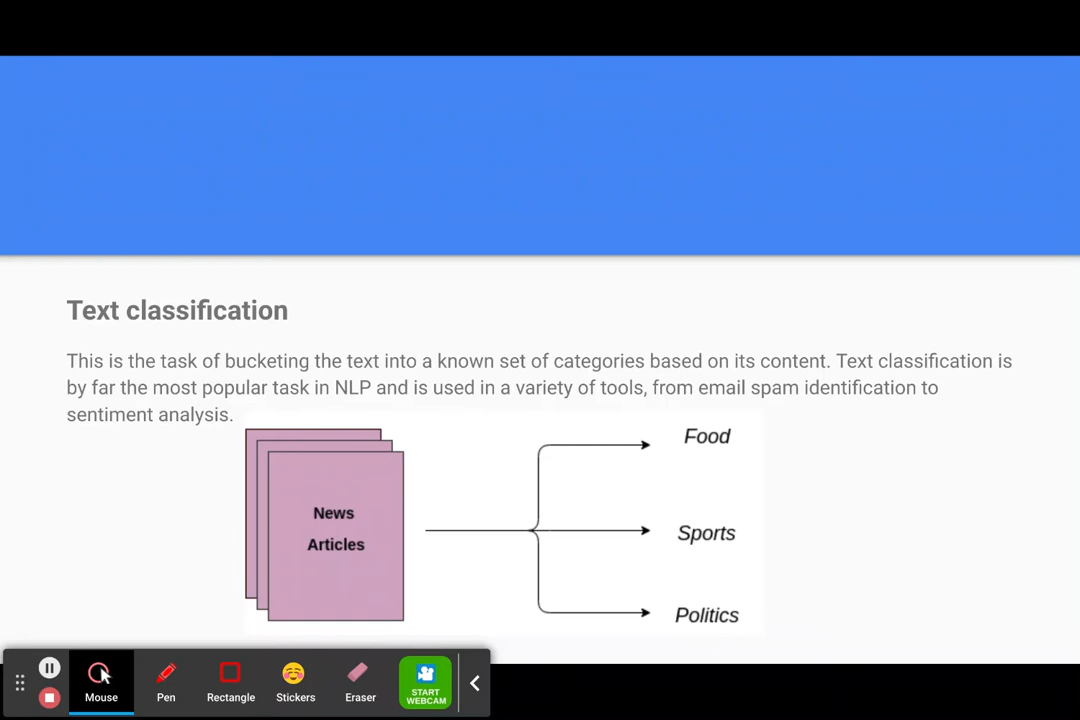 Text classification
This is the task of bucketing the text into a known set of categories based on its content. Text classification is
by far the most popular task in NLP and is used in a variety of tools, from email spam identification to
sentiment analysis.
Food
News
Articles
Sports
Politics
Mouse
Pen
Rectangle
Stickers
Eraser
START
WEBCAM